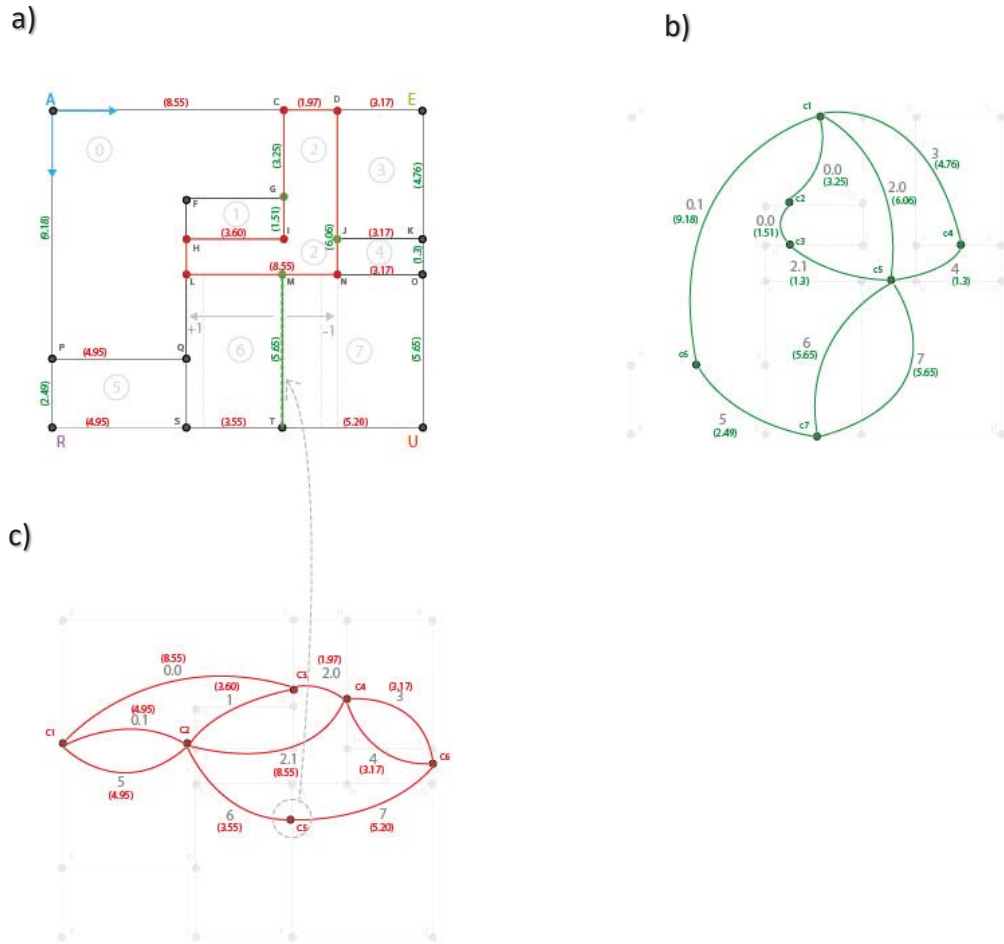 a)
A
(8.55)
C
(1.97)
D
(3.17)
E
0
2
3
(3.25)
(4.76)
(9.18)
F
G
1
(1.51)
(3.60)
H
I
(6.06)
J
(3.17)
K
2
4
(1.3)
(8.55)
(3.17)
L
M
N
O
+1
-1
6
(5.65)
7
(5.65)
P
(4.95)
Q
(2.49)
5
(4.95)
S
(3.55)
T
(5.20)
R
U
b)
c1
3
(4.76)
0.0
(3.25)
2.0
(6.06)
0.1
(9.18)
c2
0.0
(1.51)
c3
c4
2.1
(1.3)
c5
4
(1.3)
6
(5.65)
7
(5.65)
c6
5
(2.49)
c7
c)
(8.55)
0.0
(1.97)
2.0
C3
(3.60)
1
C4
(3.17)
3
(4.95)
0.1
C1
C2
2.1
(8.55)
4
(3.17)
C6
5
(4.95)
6
(3.55)
C5
7
(5.20)